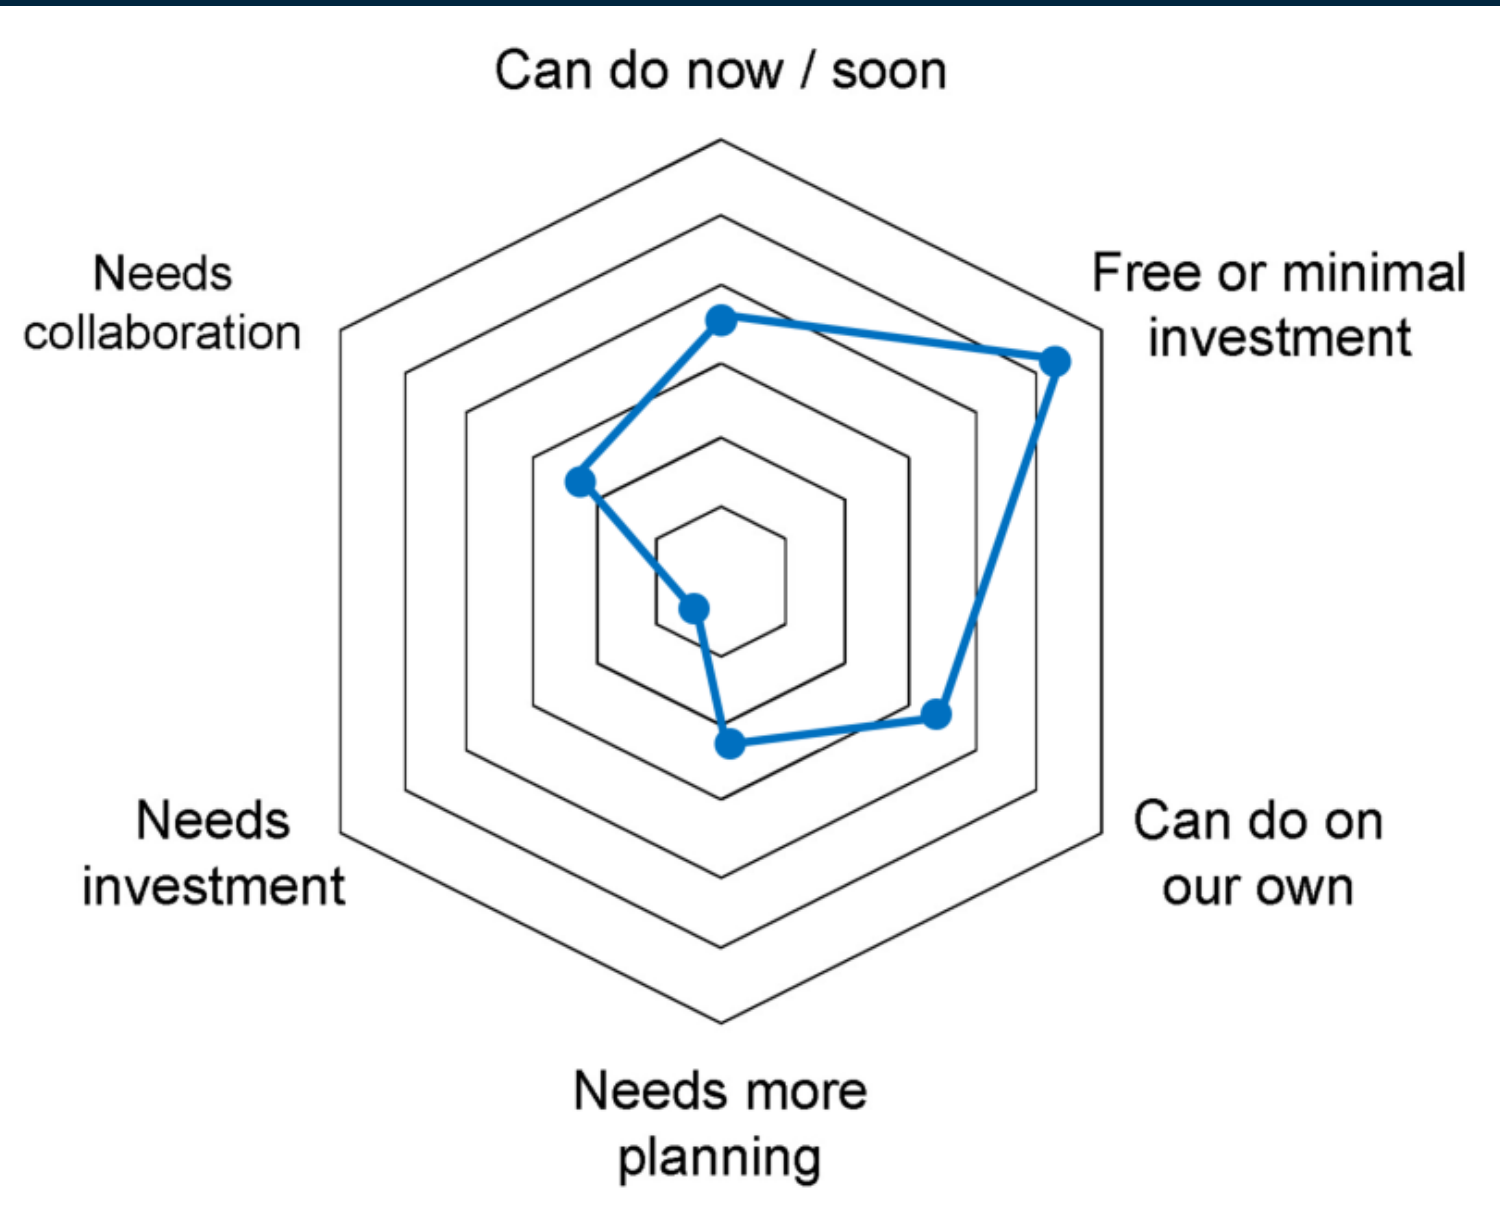 Can do now / soon
Free or minimal
investment
Can do on
our own
Needs more
planning
Needs
investment
Needs
collaboration